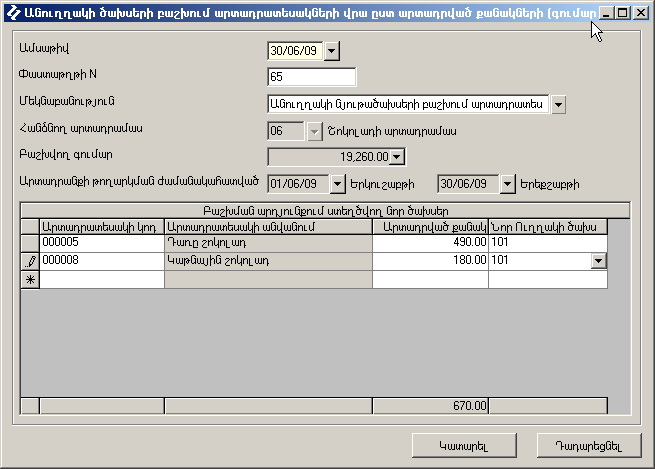 Անուղղակի ծախսերի բաշխում արտադրատեսակների վրա ըստ արտադրված քանակների (գումար
Ամսաթիվ 30/06/09
Փաստաթղթի N 65
Մեկնաբանություն Անուղղակի նյութածախսերի բաշխում արտադրատես
Հանձնող արտադրամաս 06 Շոկոլադի արտադրամաս
Բաշխվող գումար 19,260.00
Արտադրանքի թողարկման ժամանակահատված 01/06/09 Երկուշաբթի 30/06/09 Երեքշաբթի
Բաշխման արդյունքում ստեղծվող նոր ծախսեր
Արտադրատեսակի կոդ Արտադրատեսակի անվանում Արտադրված քանակ Նոր Ուղղակի ծախս
000005 Դառը շոկոլադ 490.00 101
000008 Կաթնային շոկոլադ 180.00 101
670.00
Կատարել Դադարեցնել